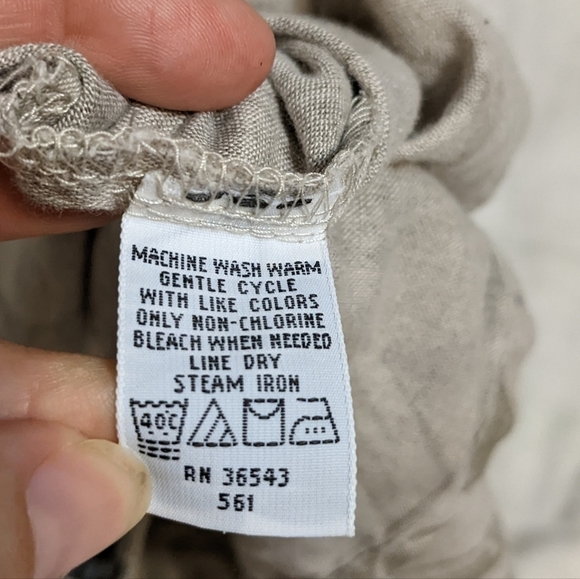 MACHINE WASH WARM
GENTLE CYCLE
WITH LIKE COLORS
ONLY NON-CHLORINE
BLEACH WHEN NEEDED
LINE DRY
STEAM IRON
40C
RN 36543
561